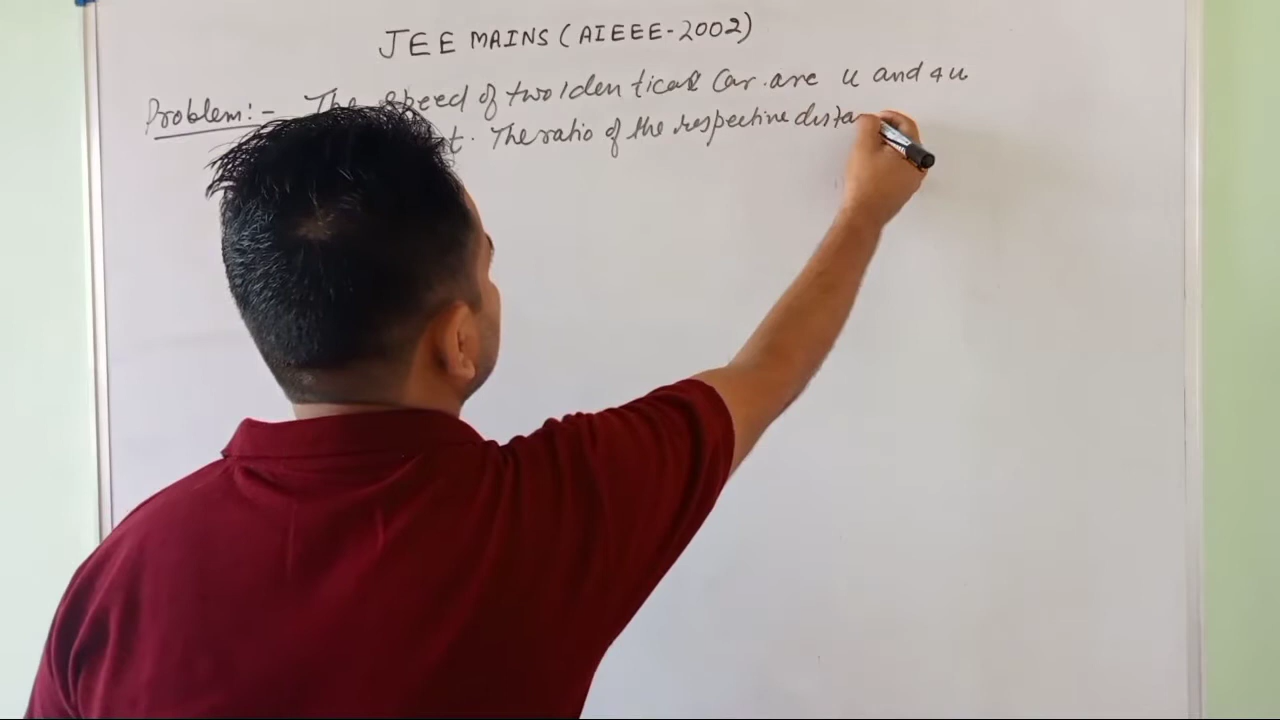 JEE MAINS (AIEEE-2002)
Problem:- The speed of two identical Car. are u and 4u
t. The ratio of the respective dista